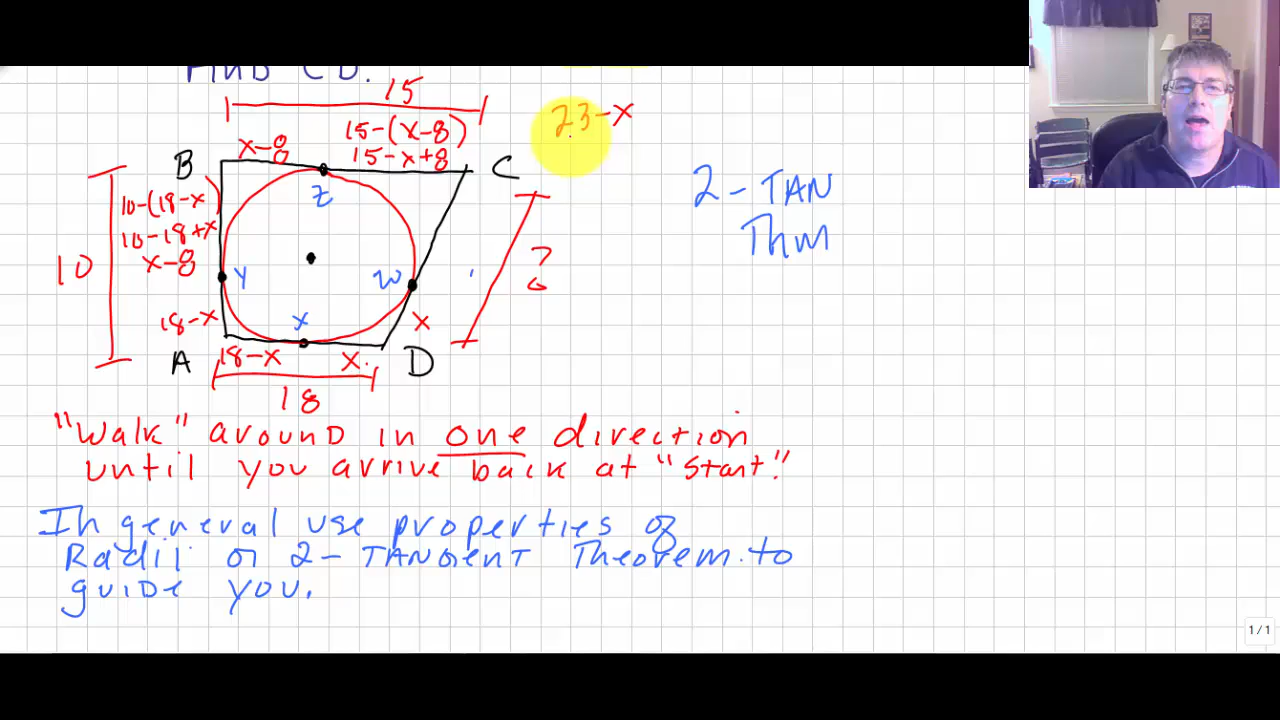 Find CD.
15
23-x
x-8
15-(x-8)
15-x+8
B
C
Z
10-(18-x)
10-18+x
x-8
10
Y
W
?
18-x
X
x
A
18-x
x.
D
18
2-TAN
Thm
"Walk" around in one direction
until you arrive back at "start."
In general use properties of
Radii or 2-TANGENT Theorem to
guide you.
1/1